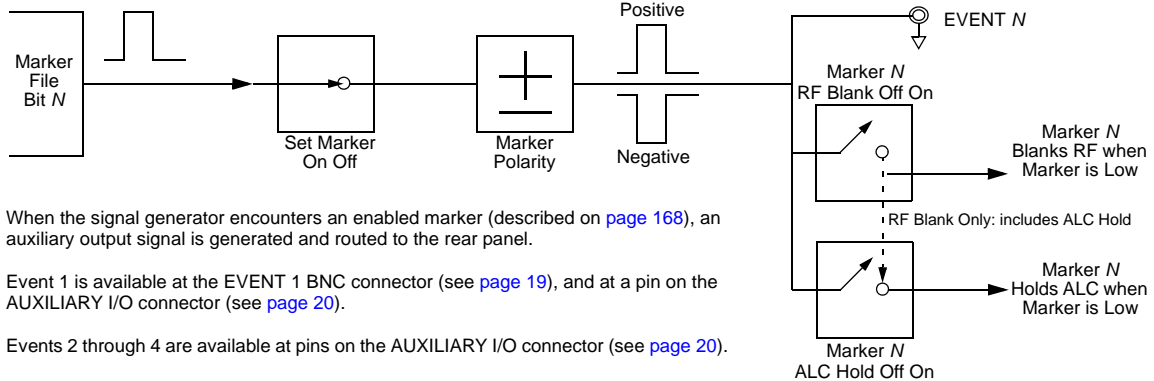 Marker
File
Bit N
Set Marker
On Off
Marker
Polarity
Positive
Negative
EVENT N
Marker N
RF Blank Off On
Marker N
Blanks RF when
Marker is Low
RF Blank Only: includes ALC Hold
Marker N
Holds ALC when
Marker is Low
Marker N
ALC Hold Off On
When the signal generator encounters an enabled marker (described on page 168), an
auxiliary output signal is generated and routed to the rear panel.
Event 1 is available at the EVENT 1 BNC connector (see page 19), and at a pin on the
AUXILIARY I/O connector (see page 20).
Events 2 through 4 are available at pins on the AUXILIARY I/O connector (see page 20).